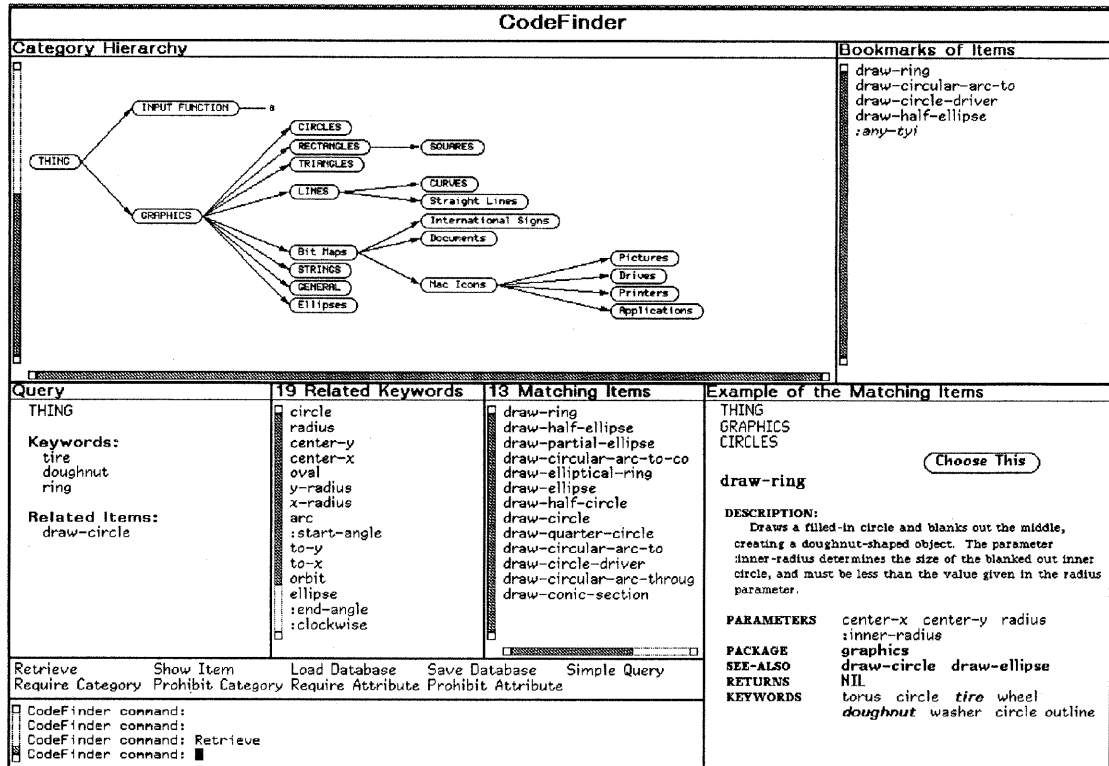 CodeFinder
Category Hierarchy
INPUT FUNCTION
CIRCLES
RECTANGLES
SQUARES
THING
TRIANGLES
LINES
CURVES
Straight Lines
GRAPHICS
International Signs
Bit Maps
Documents
STRINGS
Pictures
GENERAL
Mac Icons
Drives
Ellipses
Printers
Applications
Bookmarks of Items
draw-ring
draw-circular-arc-to
draw-circle-driver
draw-half-ellipse
:any-tyi
Query
THING
Keywords:
tire
doughnut
ring
Related Items:
draw-circle
19 Related Keywords
circle
radius
center-y
center-x
oval
y-radius
x-radius
arc
:start-angle
to-y
to-x
orbit
ellipse
:end-angle
:clockwise
13 Matching Items
draw-ring
draw-half-ellipse
draw-partial-ellipse
draw-circular-arc-to-co
draw-elliptical-ring
draw-ellipse
draw-half-circle
draw-circle
draw-quarter-circle
draw-circular-arc-to
draw-circle-driver
draw-circular-arc-throug
draw-conic-section
Example of the Matching Items
THING
GRAPHICS
CIRCLES
Choose This
draw-ring
DESCRIPTION:
Draws a filled-in circle and blanks out the middle,
creating a doughnut-shaped object. The parameter
:inner-radius determines the size of the blanked out inner
circle, and must be less than the value given in the radius
parameter.
PARAMETERS center-x center-y radius
:inner-radius
PACKAGE graphics
SEE-ALSO draw-circle draw-ellipse
RETURNS NIL
KEYWORDS torus circle tire wheel
doughnut washer circle outline
Retrieve Show Item Load Database Save Database Simple Query
Require Category Prohibit Category Require Attribute Prohibit Attribute
CodeFinder command:
CodeFinder command:
CodeFinder command: Retrieve
CodeFinder command: